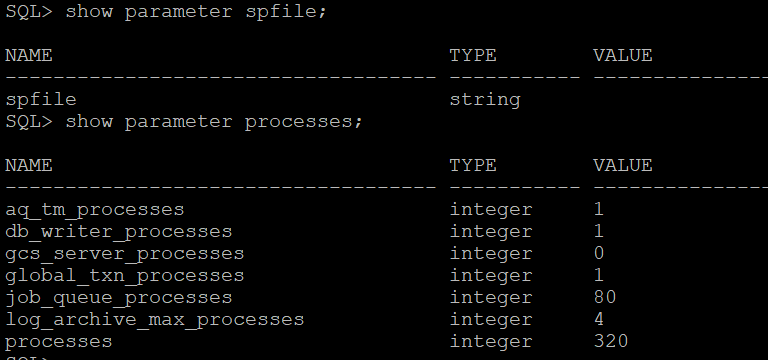 SQL> show parameter spfile;
NAME TYPE VALUE
------------------------------------ ----------- ---------------
spfile string
SQL> show parameter processes;
NAME TYPE VALUE
------------------------------------ ----------- ---------------
aq_tm_processes integer 1
db_writer_processes integer 1
gcs_server_processes integer 0
global_txn_processes integer 1
job_queue_processes integer 80
log_archive_max_processes integer 4
processes integer 320
SQL>